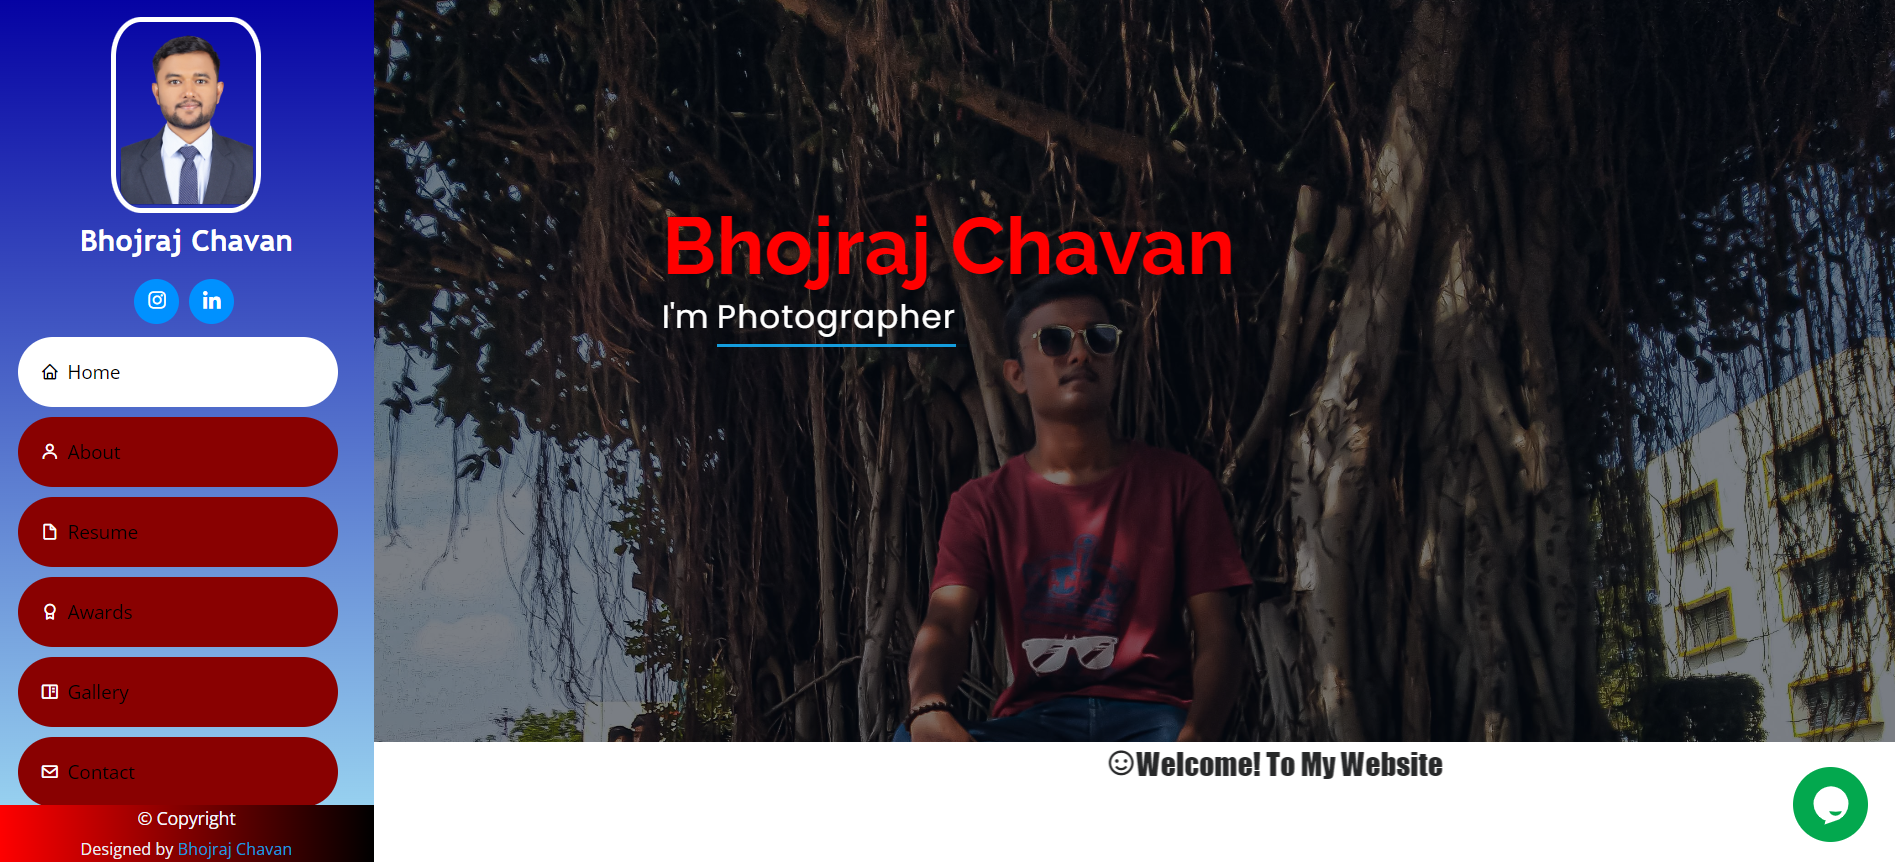 Bhojraj Chavan
Home
About
Resume
Awards
Gallery
Contact
© Copyright
Designed by Bhojraj Chavan
Bhojraj Chavan
I'm Photographer
Welcome! To My Website